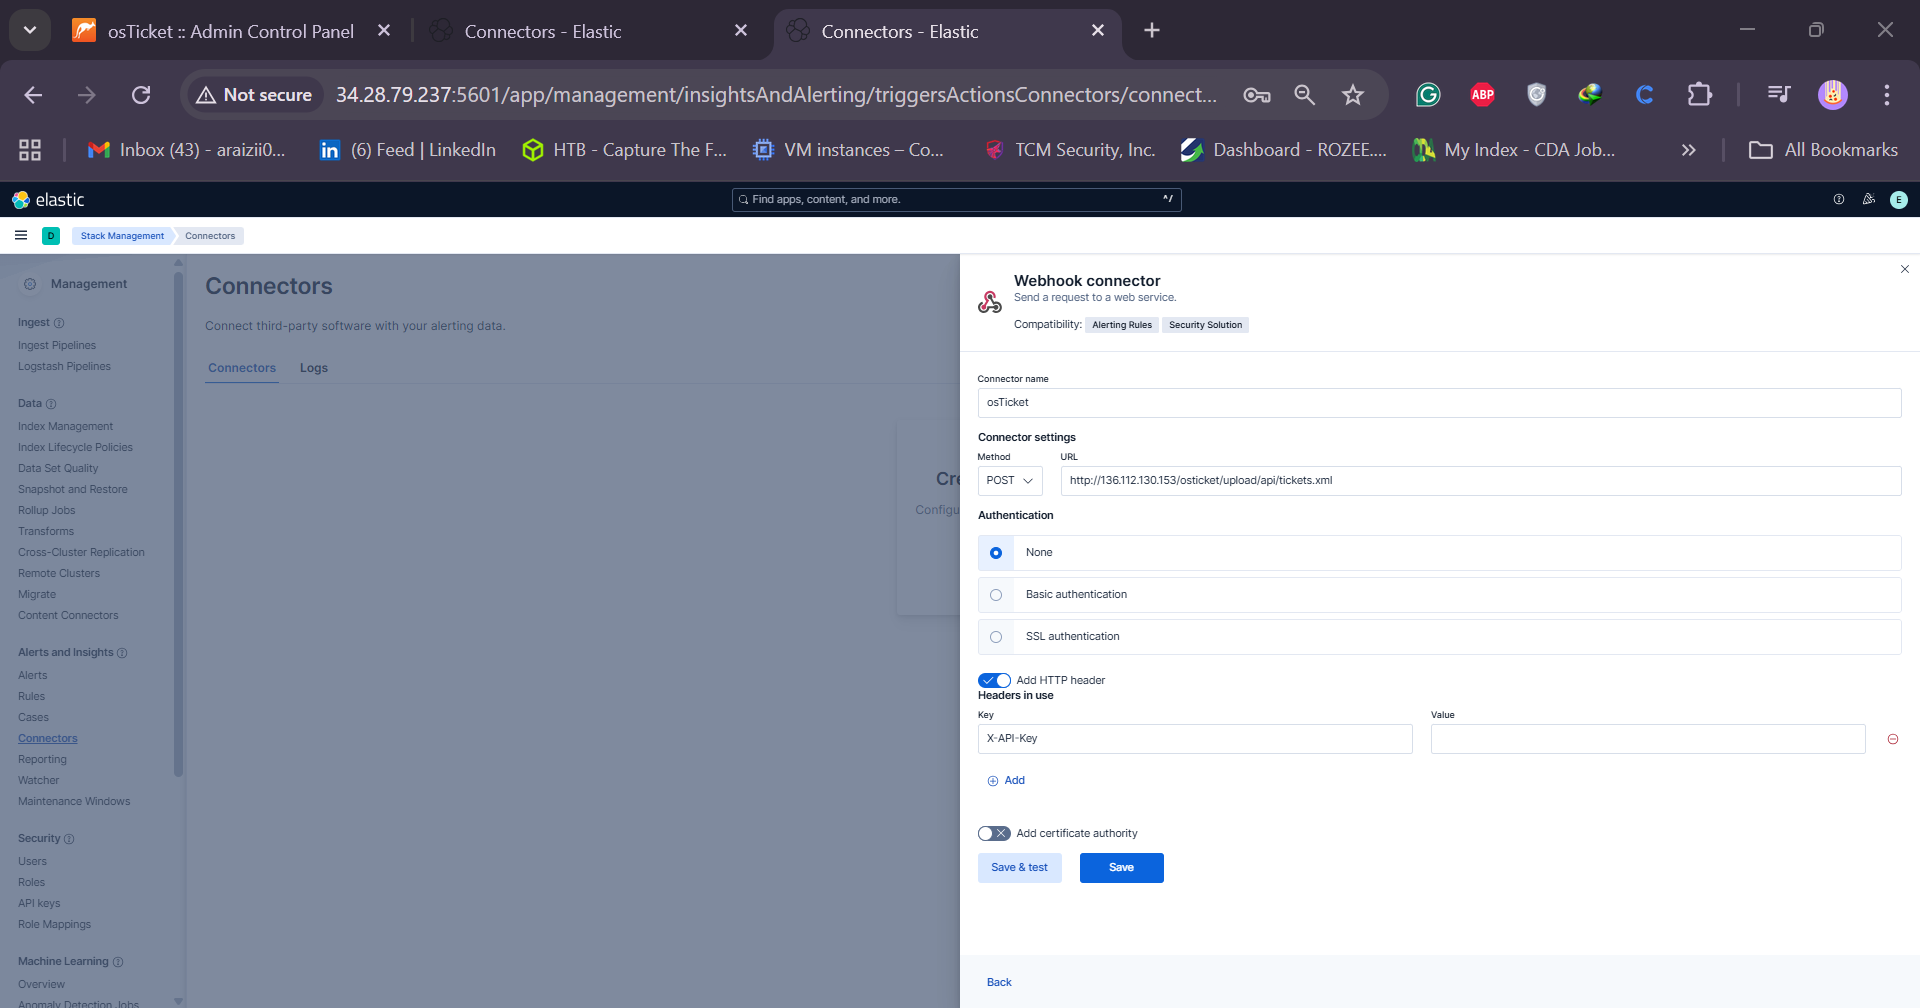 osTicket :: Admin Control Panel
Connectors - Elastic
Connectors - Elastic
Not secure
34.28.79.237:5601/app/management/insightsAndAlerting/triggersActionsConnectors/connect...
ABP
Inbox (43) - araizii0...
(6) Feed | LinkedIn
HTB - Capture The F...
VM instances – Co...
TCM Security, Inc.
Dashboard - ROZEE....
My Index - CDA Job...
All Bookmarks
elastic
Find apps, content, and more.
^/
E
D
Stack Management
Connectors
Management
Ingest
Ingest Pipelines
Logstash Pipelines
Data
Index Management
Index Lifecycle Policies
Data Set Quality
Snapshot and Restore
Rollup Jobs
Transforms
Cross-Cluster Replication
Remote Clusters
Migrate
Content Connectors
Alerts and Insights
Alerts
Rules
Cases
Connectors
Reporting
Watcher
Maintenance Windows
Security
Users
Roles
API keys
Role Mappings
Machine Learning
Overview
Anomaly Detection Jobs
Connectors
Connect third-party software with your alerting data.
Connectors
Logs
Cre
Configu
Webhook connector
Send a request to a web service.
Compatibility:
Alerting Rules
Security Solution
Connector name
osTicket
Connector settings
Method
URL
POST
http://136.112.130.153/osticket/upload/api/tickets.xml
Authentication
None
Basic authentication
SSL authentication
Add HTTP header
Headers in use
Key
Value
X-API-Key
Add
Add certificate authority
Save & test
Save
Back